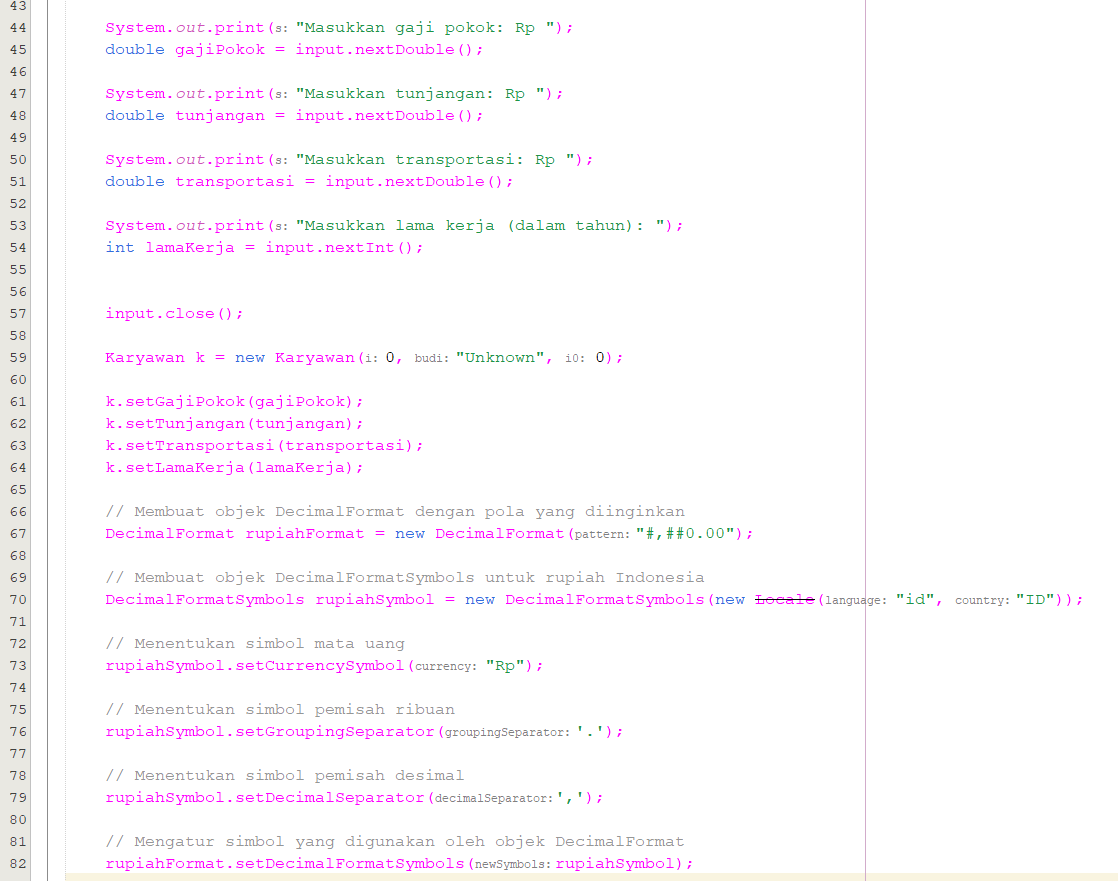 43
44 System.out.print(s: "Masukkan gaji pokok: Rp ");
45 double gajiPokok = input.nextDouble();
46
47 System.out.print(s: "Masukkan tunjangan: Rp ");
48 double tunjangan = input.nextDouble();
49
50 System.out.print(s: "Masukkan transportasi: Rp ");
51 double transportasi = input.nextDouble();
52
53 System.out.print(s: "Masukkan lama kerja (dalam tahun): ");
54 int lamaKerja = input.nextInt();
55
56
57 input.close();
58
59 Karyawan k = new Karyawan(i: 0, budi: "Unknown", i0: 0);
60
61 k.setGajiPokok(gajiPokok);
62 k.setTunjangan(tunjangan);
63 k.setTransportasi(transportasi);
64 k.setLamaKerja(lamaKerja);
65
66 // Membuat objek DecimalFormat dengan pola yang diinginkan
67 DecimalFormat rupiahFormat = new DecimalFormat(pattern: "#,##0.00");
68
69 // Membuat objek DecimalFormatSymbols untuk rupiah Indonesia
70 DecimalFormatSymbols rupiahSymbol = new DecimalFormatSymbols(new Locale(language: "id", country: "ID"));
71
72 // Menentukan simbol mata uang
73 rupiahSymbol.setCurrencySymbol(currency: "Rp");
74
75 // Menentukan simbol pemisah ribuan
76 rupiahSymbol.setGroupingSeparator(groupingSeparator: '.');
77
78 // Menentukan simbol pemisah desimal
79 rupiahSymbol.setDecimalSeparator(decimalSeparator: ',');
80
81 // Mengatur simbol yang digunakan oleh objek DecimalFormat
82 rupiahFormat.setDecimalFormatSymbols(newSymbols: rupiahSymbol);